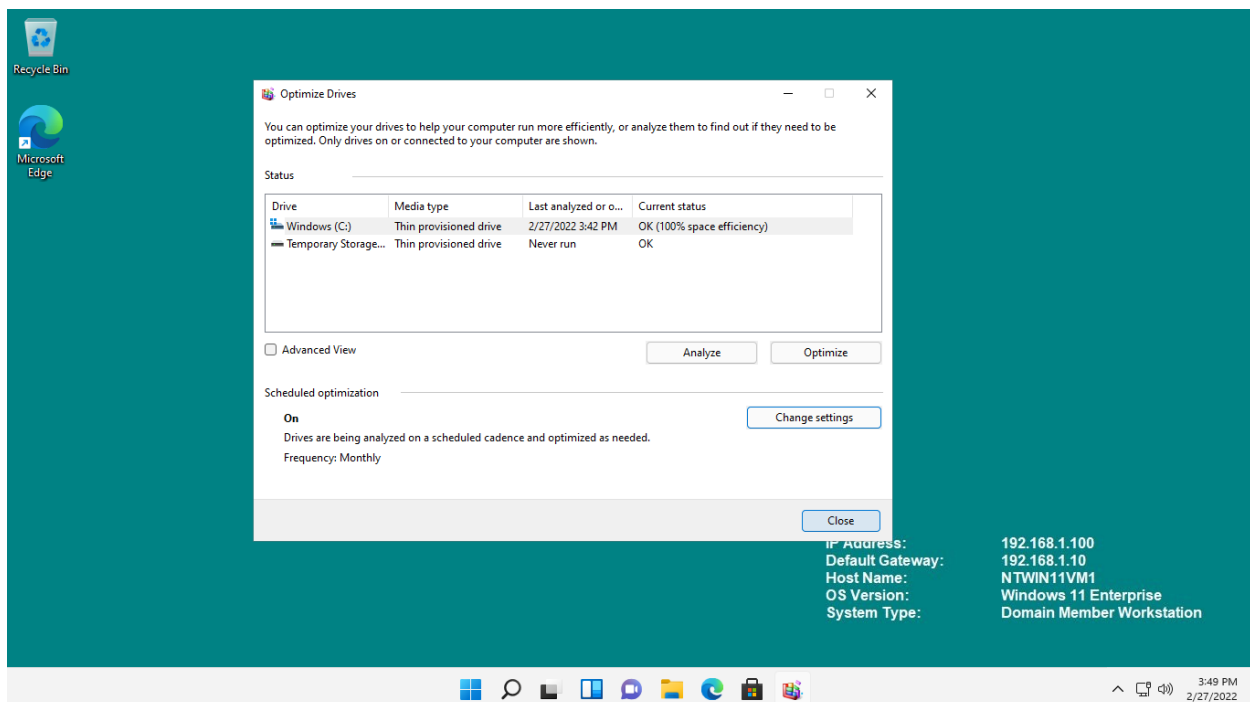 Recycle Bin
Microsoft
Edge
Optimize Drives
You can optimize your drives to help your computer run more efficiently, or analyze them to find out if they need to be
optimized. Only drives on or connected to your computer are shown.
Status
Drive Media type Last analyzed or o... Current status
Windows (C:) Thin provisioned drive 2/27/2022 3:42 PM OK (100% space efficiency)
Temporary Storage... Thin provisioned drive Never run OK
Advanced View
Analyze Optimize
Scheduled optimization
On
Change settings
Drives are being analyzed on a scheduled cadence and optimized as needed.
Frequency: Monthly
Close
IP Address: 192.168.1.100
Default Gateway: 192.168.1.10
Host Name: NTWIN11VM1
OS Version: Windows 11 Enterprise
System Type: Domain Member Workstation
3:49 PM
2/27/2022